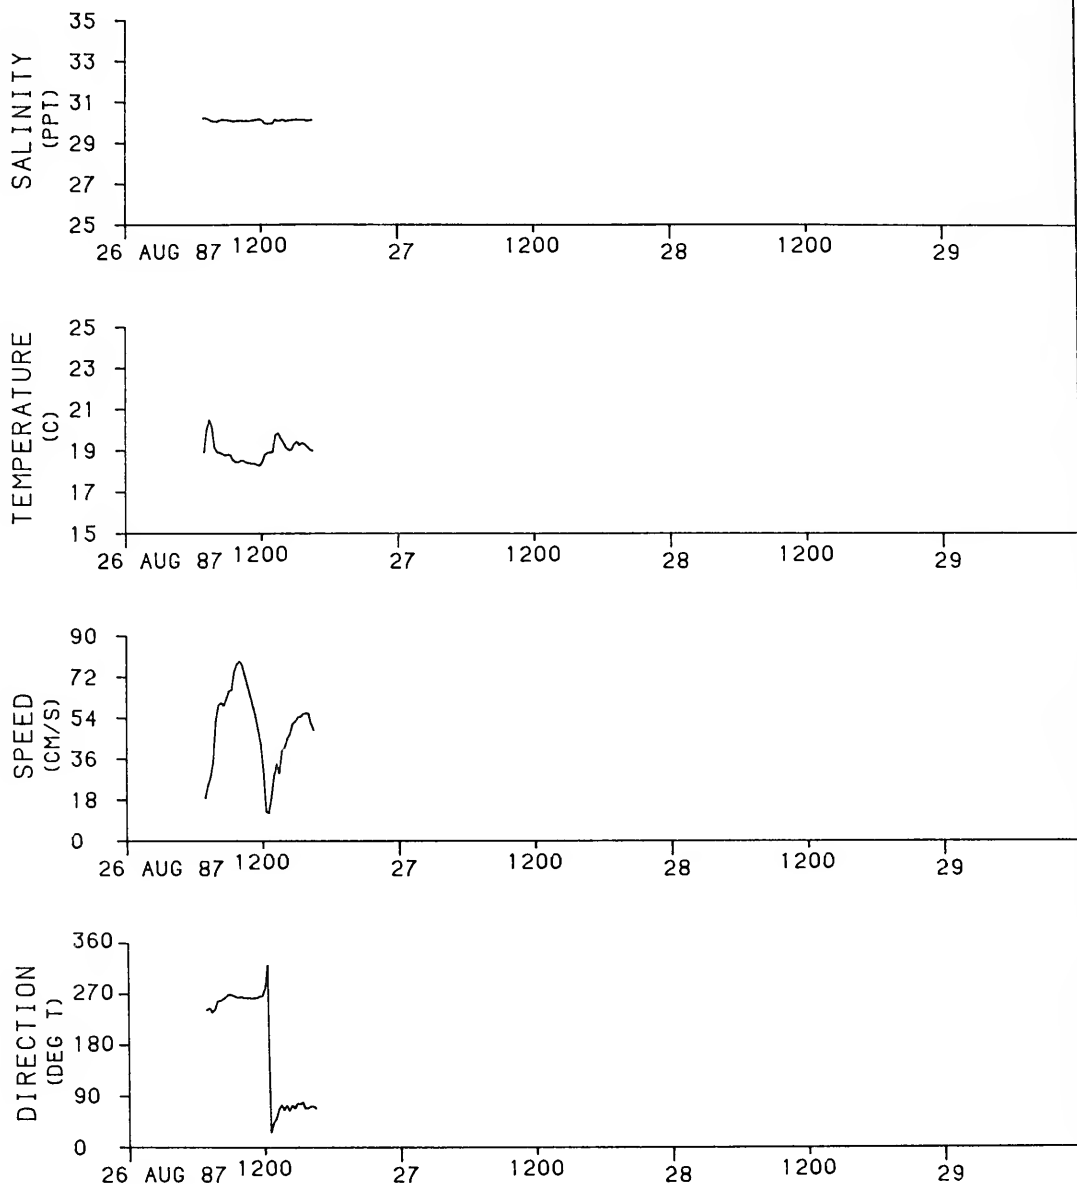 SALINITY
(PPT)
35
33
31
29
27
25
26 AUG 87 1200 27 1200 28 1200 29
TEMPERATURE
(C)
25
23
21
19
17
15
26 AUG 87 1200 27 1200 28 1200 29
SPEED
(CM/S)
90
72
54
36
18
0
26 AUG 87 1200 27 1200 28 1200 29
DIRECTION
(DEG T)
360
270
180
90
0
26 AUG 87 1200 27 1200 28 1200 29